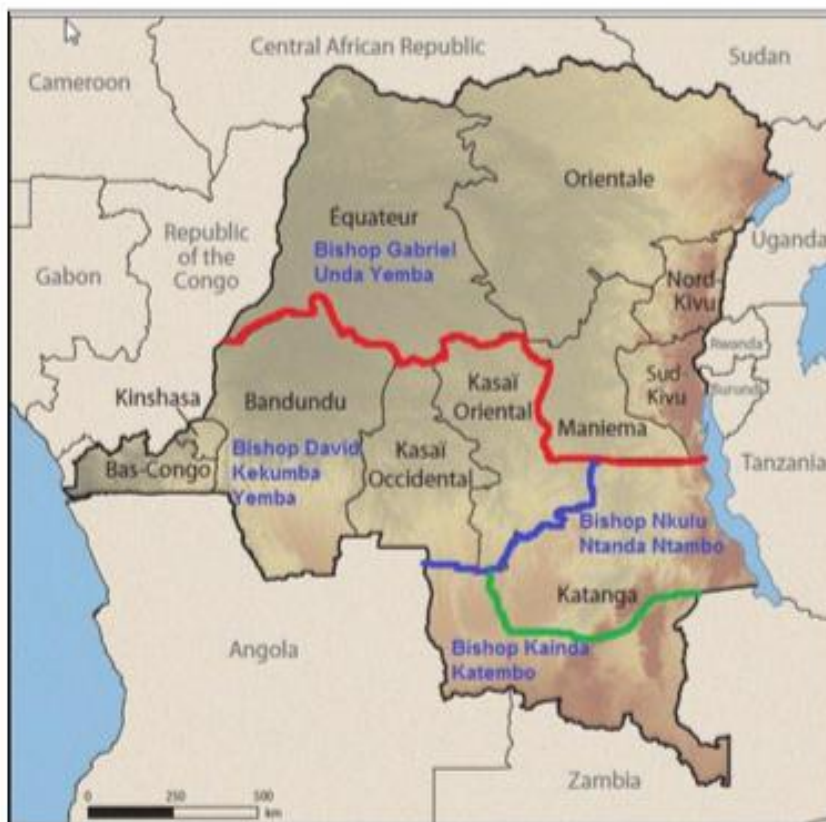 Central African Republic
Sudan
Cameroon
Orientale
Équateur
Republic
of the
Congo
Bishop Gabriel
Unda Yemba
Uganda
Gabon
Nord-
Kivu
Rwanda
Kinshasa
Bandundu
Kasaï
Oriental
Sud-
Kivu
Burundi
Maniema
Bas-Congo
Bishop David
Kekumba
Yemba
Kasaï
Occidental
Tanzania
Bishop Nkulu
Ntanda Ntambo
Katanga
Angola
Bishop Kainda
Katembo
Zambia
0 250 500
km